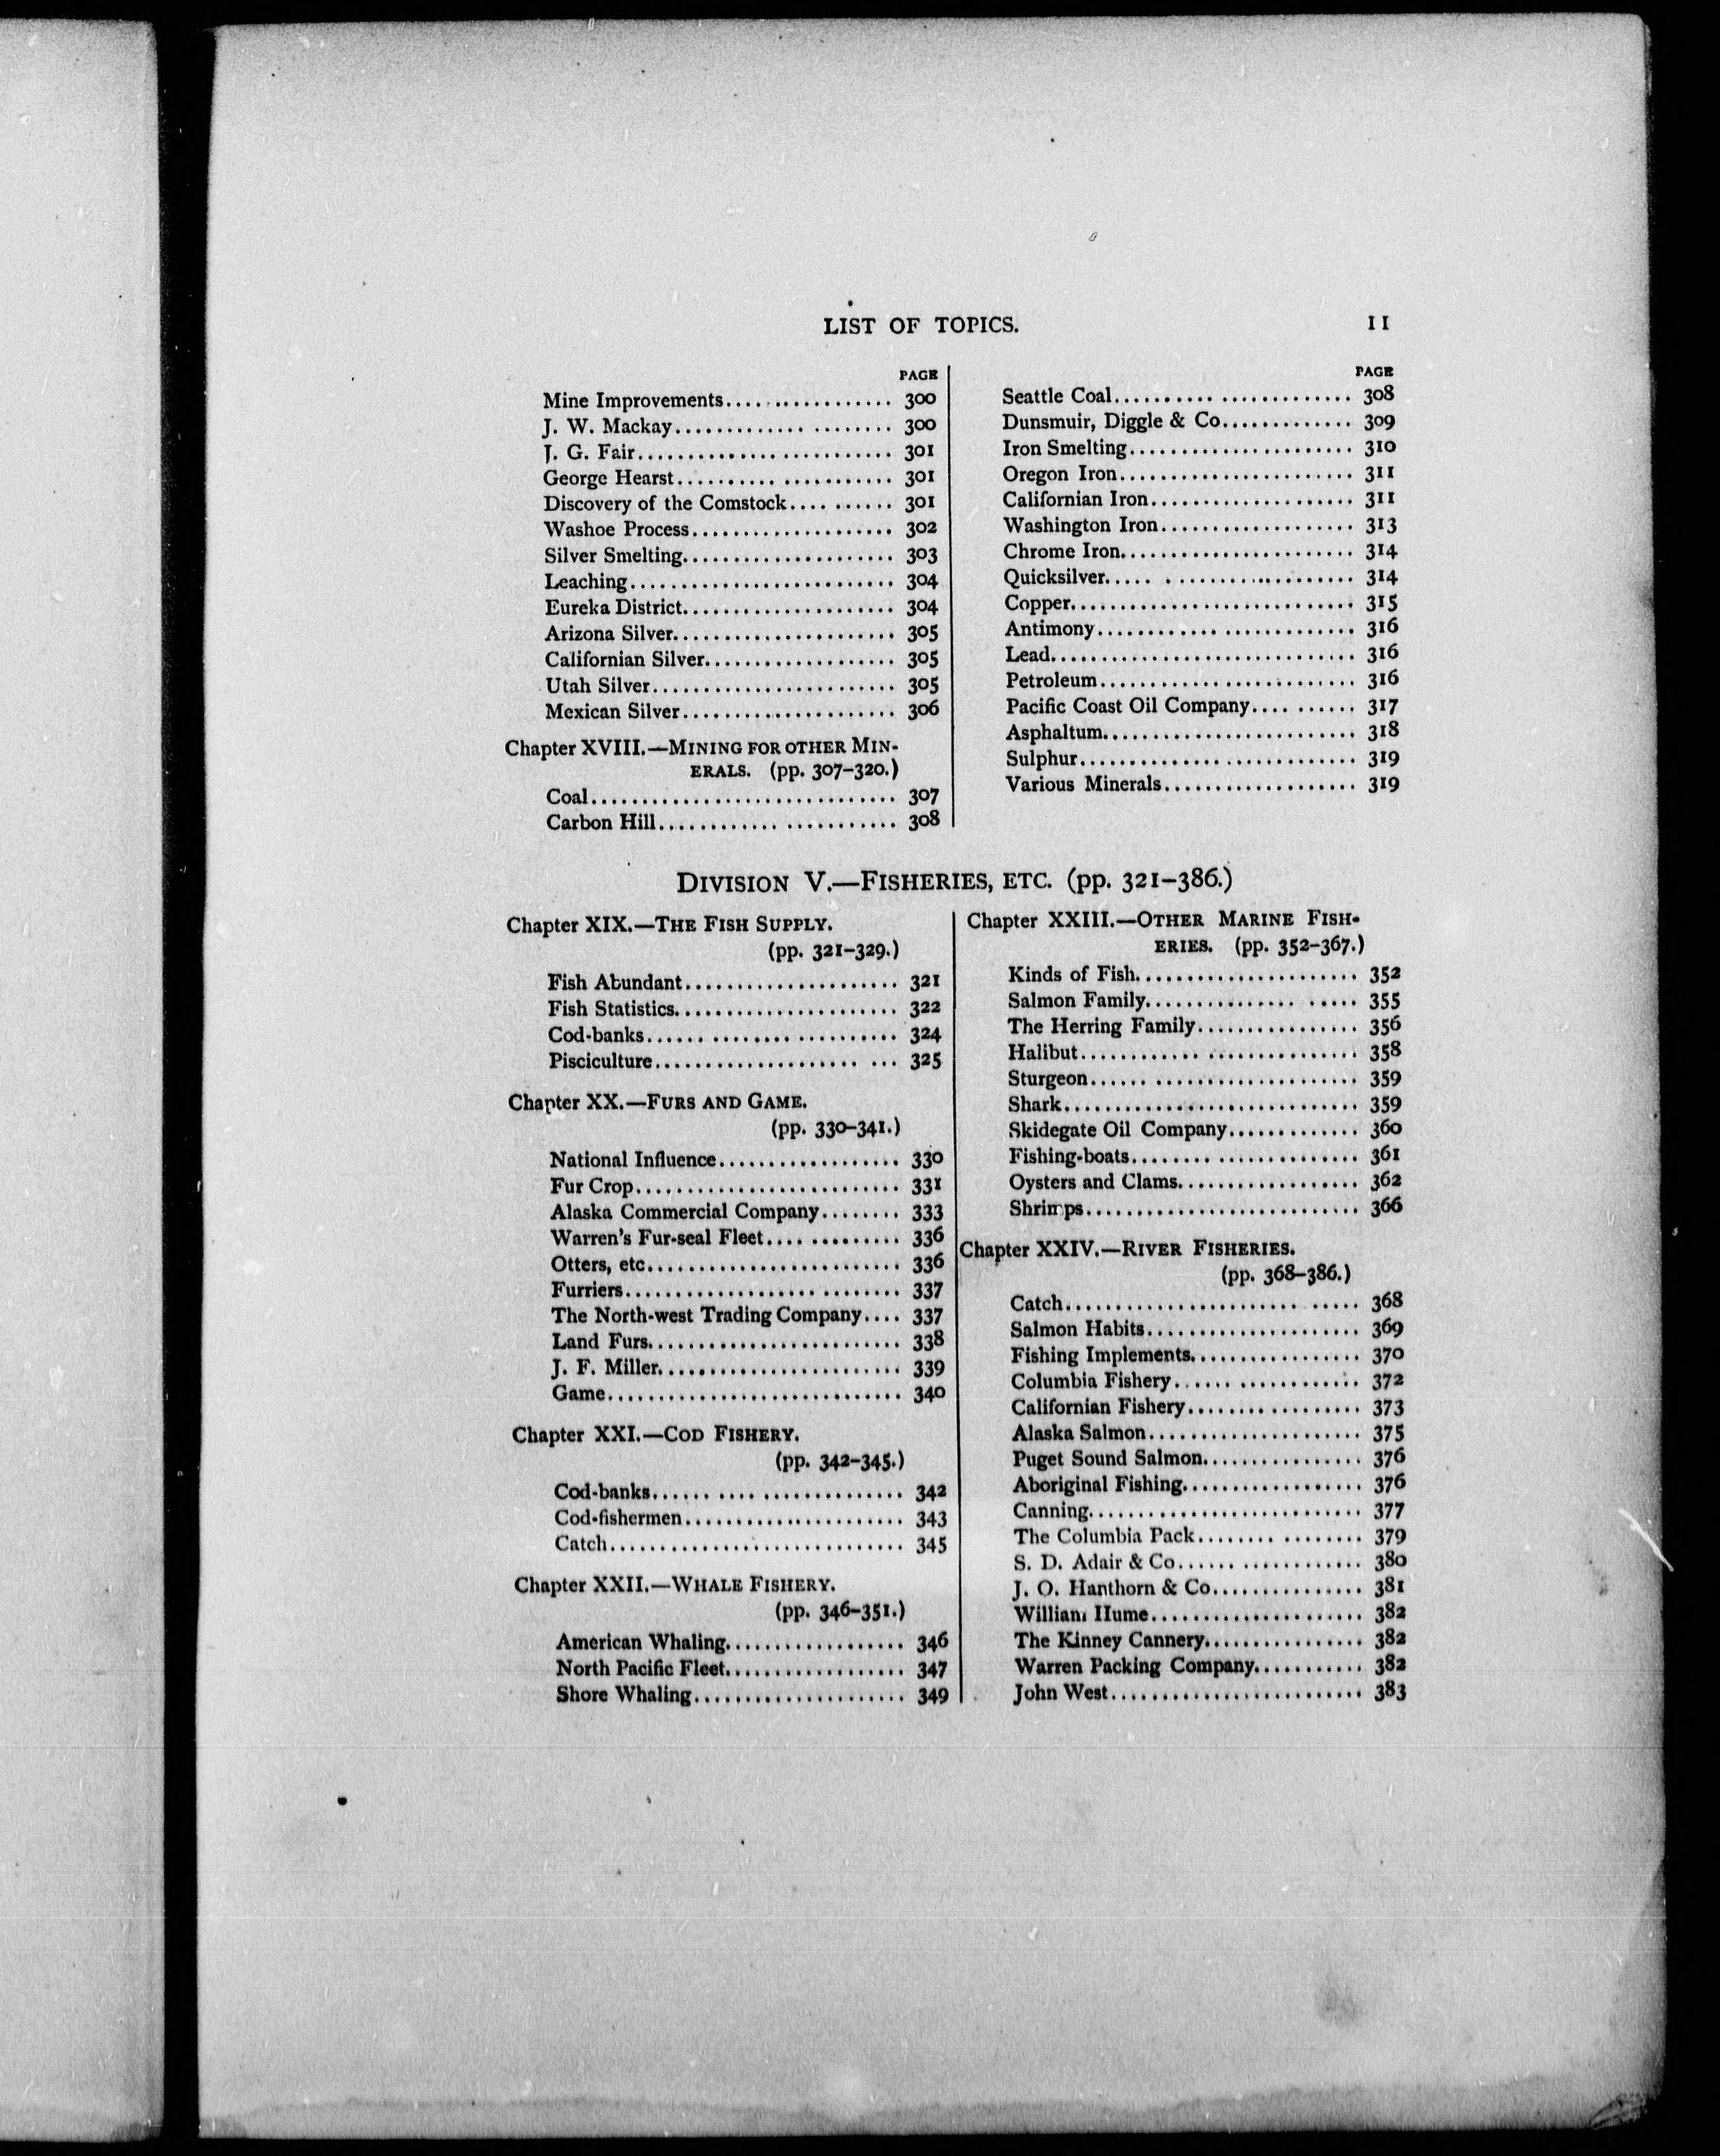 LIST OF TOPICS. 11
PAGE
Mine Improvements.................... 300
J. W. Mackay..................... 300
J. G. Fair......................... 301
George Hearst..................... 301
Discovery of the Comstock.......... 301
Washoe Process.................... 302
Silver Smelting..................... 303
Leaching.......................... 304
Eureka District..................... 304
Arizona Silver...................... 305
Californian Silver................... 305
Utah Silver........................ 305
Mexican Silver..................... 306
Chapter XVIII.—MINING FOR OTHER MIN-
ERALS. (pp. 307–320.)
Coal.............................. 307
Carbon Hill....................... 308
PAGE
Seattle Coal....................... 308
Dunsmuir, Diggle & Co............. 309
Iron Smelting...................... 310
Oregon Iron....................... 311
Californian Iron.................... 311
Washington Iron................... 313
Chrome Iron....................... 314
Quicksilver........................ 314
Copper............................ 315
Antimony......................... 316
Lead.............................. 316
Petroleum......................... 316
Pacific Coast Oil Company.......... 317
Asphaltum......................... 318
Sulphur........................... 319
Various Minerals................... 319
DIVISION V.—FISHERIES, ETC. (pp. 321–386.)
Chapter XIX.—THE FISH SUPPLY.
(pp. 321–329.)
Fish Abundant..................... 321
Fish Statistics...................... 322
Cod-banks........................ 324
Pisciculture........................ 325
Chapter XX.—FURS AND GAME.
(pp. 330–341.)
National Influence.................. 330
Fur Crop.......................... 331
Alaska Commercial Company........ 333
Warren's Fur-seal Fleet............. 336
Otters, etc......................... 336
Furriers........................... 337
The North-west Trading Company.... 337
Land Furs......................... 338
J. F. Miller........................ 339
Game............................. 340
Chapter XXI.—COD FISHERY.
(pp. 342–345.)
Cod-banks........................ 342
Cod-fishermen...................... 343
Catch............................. 345
Chapter XXII.—WHALE FISHERY.
(pp. 346–351.)
American Whaling.................. 346
North Pacific Fleet.................. 347
Shore Whaling..................... 349
Chapter XXIII.—OTHER MARINE FISH-
ERIES. (pp. 352–367.)
Kinds of Fish...................... 352
Salmon Family.................... 355
The Herring Family................ 356
Halibut........................... 358
Sturgeon.......................... 359
Shark............................. 359
Skidegate Oil Company............. 360
Fishing-boats...................... 361
Oysters and Clams.................. 362
Shrimps........................... 366
Chapter XXIV.—RIVER FISHERIES.
(pp. 368–386.)
Catch............................. 368
Salmon Habits..................... 369
Fishing Implements................. 370
Columbia Fishery.................. 372
Californian Fishery................. 373
Alaska Salmon..................... 375
Puget Sound Salmon................ 376
Aboriginal Fishing.................. 376
Canning........................... 377
The Columbia Pack................ 379
S. D. Adair & Co.................. 380
J. O. Hanthorn & Co............... 381
William Hume..................... 382
The Kinney Cannery................ 382
Warren Packing Company........... 382
John West......................... 383